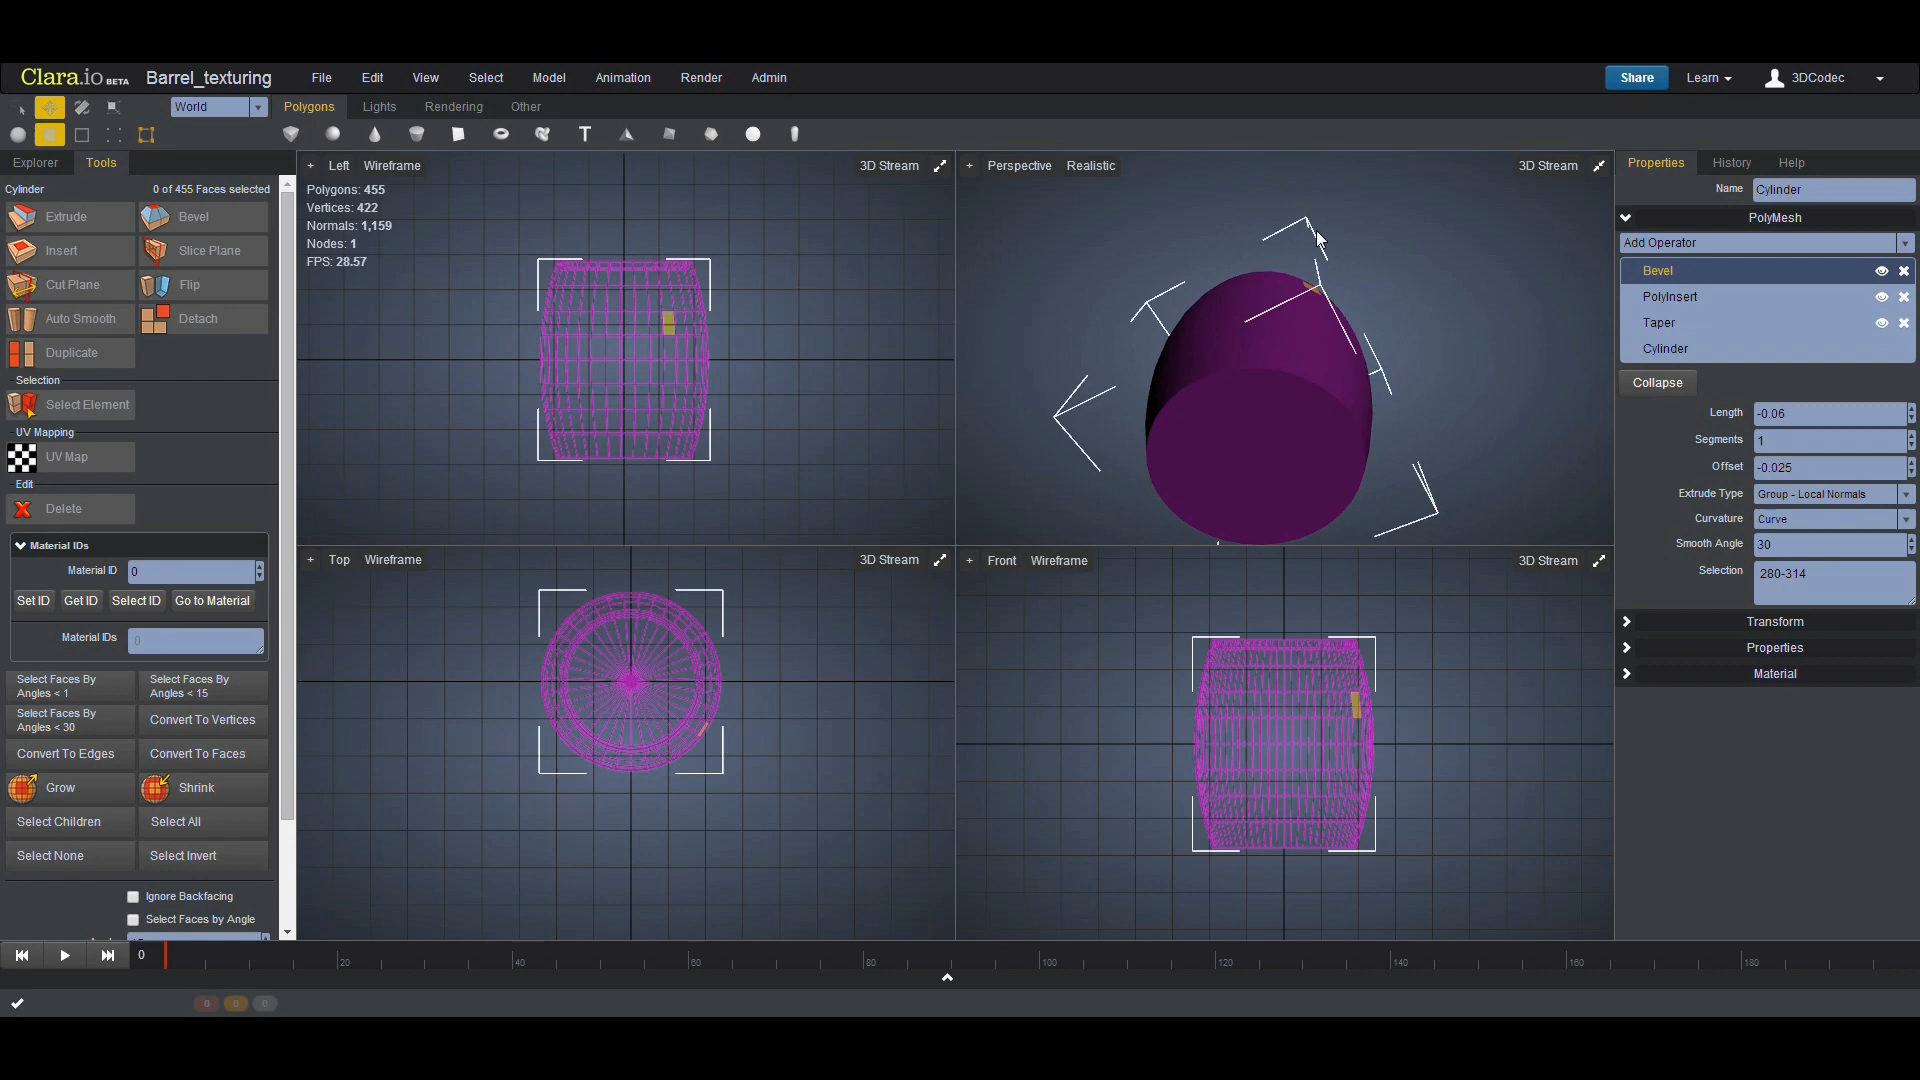 Clara.io BETA Barrel_texturing File Edit View Select Model Animation Render Admin Share Learn 3DCodec
World Polygons Lights Rendering Other
Explorer Tools
Cylinder 0 of 455 Faces selected
Extrude Bevel
Insert Slice Plane
Cut Plane Flip
Auto Smooth Detach
Duplicate
Selection
Select Element
UV Mapping
UV Map
Edit
Delete
Material IDs
Material ID 0
Set ID Get ID Select ID Go to Material
Material IDs 0
Select Faces By Angles < 1
Select Faces By Angles < 15
Select Faces By Angles < 30
Convert To Vertices
Convert To Edges Convert To Faces
Grow Shrink
Select Children Select All
Select None Select Invert
Ignore Backfacing
Select Faces by Angle
+ Left Wireframe 3D Stream
Polygons: 455
Vertices: 422
Normals: 1,159
Nodes: 1
FPS: 28.57
+ Perspective Realistic 3D Stream
+ Top Wireframe 3D Stream
+ Front Wireframe 3D Stream
Properties History Help
Name Cylinder
PolyMesh
Add Operator
Bevel
PolyInsert
Taper
Cylinder
Collapse
Length -0.06
Segments 1
Offset -0.025
Extrude Type Group - Local Normals
Curvature Curve
Smooth Angle 30
Selection 280-314
Transform
Properties
Material
0 20 40 60 80 100 120 140 160 180
0 0 0